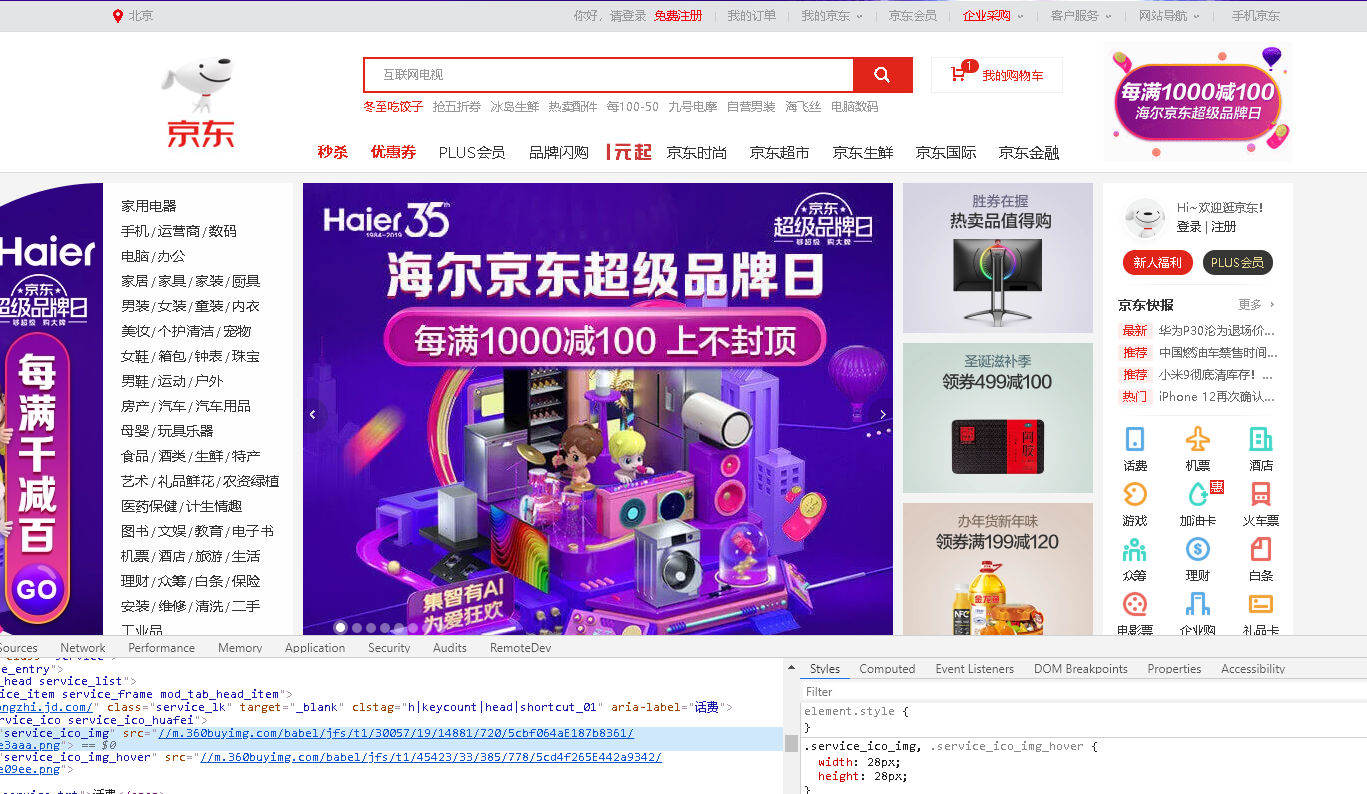 北京
你好，请登录 免费注册 我的订单 我的京东 京东会员 企业采购 客户服务 网站导航 手机京东
京东
互联网电视
1 我的购物车
冬至吃饺子 抢五折券 冰岛生鲜 热卖配件 每100-50 九号电摩 自营男装 海飞丝 电脑数码
每满1000减100
海尔京东超级品牌日
秒杀 优惠券 PLUS会员 品牌闪购 1元起 京东时尚 京东超市 京东生鲜 京东国际 京东金融
Haier
京东
超级品牌日
够超级 购大牌
每满千减百
GO
家用电器
手机/运营商/数码
电脑/办公
家居/家具/家装/厨具
男装/女装/童装/内衣
美妆/个护清洁/宠物
女鞋/箱包/钟表/珠宝
男鞋/运动/户外
房产/汽车/汽车用品
母婴/玩具乐器
食品/酒类/生鲜/特产
艺术/礼品鲜花/农资绿植
医药保健/计生情趣
图书/文娱/教育/电子书
机票/酒店/旅游/生活
理财/众筹/白条/保险
安装/维修/清洗/二手
工业品
Haier 35th
1984-2019
京东
超级品牌日
够超级 购大牌
海尔京东超级品牌日
每满1000减100 上不封顶
集智有AI
为爱狂欢
胜券在握
热卖品值得购
圣诞滋补季
领券499减100
办年货新年味
领券满199减120
NFC
金龙鱼
Hi~欢迎逛京东!
登录 | 注册
新人福利 PLUS会员
京东快报 更多
最新 华为P30沦为退场价...
推荐 中国燃油车禁售时间...
推荐 小米9彻底清库存！...
热门 iPhone 12再次确认...
话费 机票 酒店
惠
游戏 加油卡 火车票
众筹 理财 白条
电影票 企业购 礼品卡
Sources Network Performance Memory Application Security Audits RemoteDev
e_entry">
_head service_list">
ice_item service_frame mod_tab_head_item">
ongzhi.jd.com/" class="service_lk" target="_blank" clstag="h|keycount|head|shortcut_01" aria-label="话费">
rvice_ico service_ico_huafei">
"service_ico_img" src="//m.360buyimg.com/babel/jfs/t1/30057/19/14881/720/5cbf064aE187b8361/
e3aaa.png"> == $0
"service_ico_img_hover" src="//m.360buyimg.com/babel/jfs/t1/45423/33/385/778/5cd4f265E442a9342/
e09ee.png">
Styles Computed Event Listeners DOM Breakpoints Properties Accessibility
Filter
element.style {
}
.service_ico_img, .service_ico_img_hover {
width: 28px;
height: 28px;
}